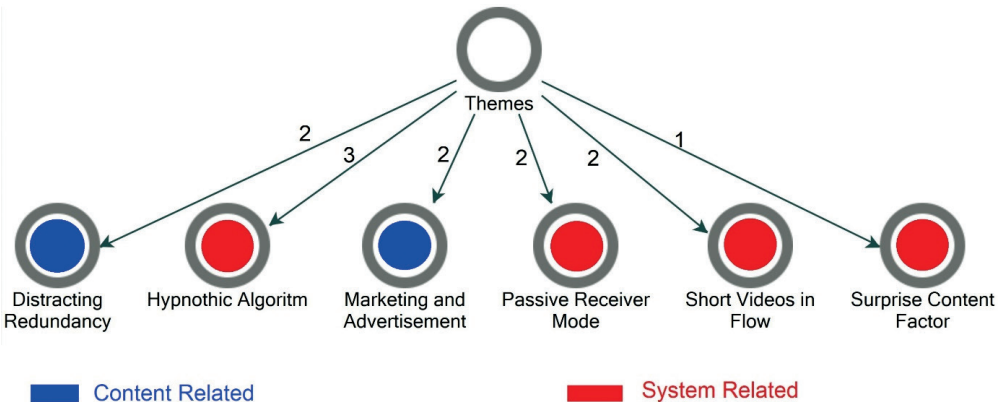 Themes
2
3
2
2
2
1
Distracting
Redundancy
Hypnothic Algoritm
Marketing and
Advertisement
Passive Receiver
Mode
Short Videos in
Flow
Surprise Content
Factor
Content Related
System Related